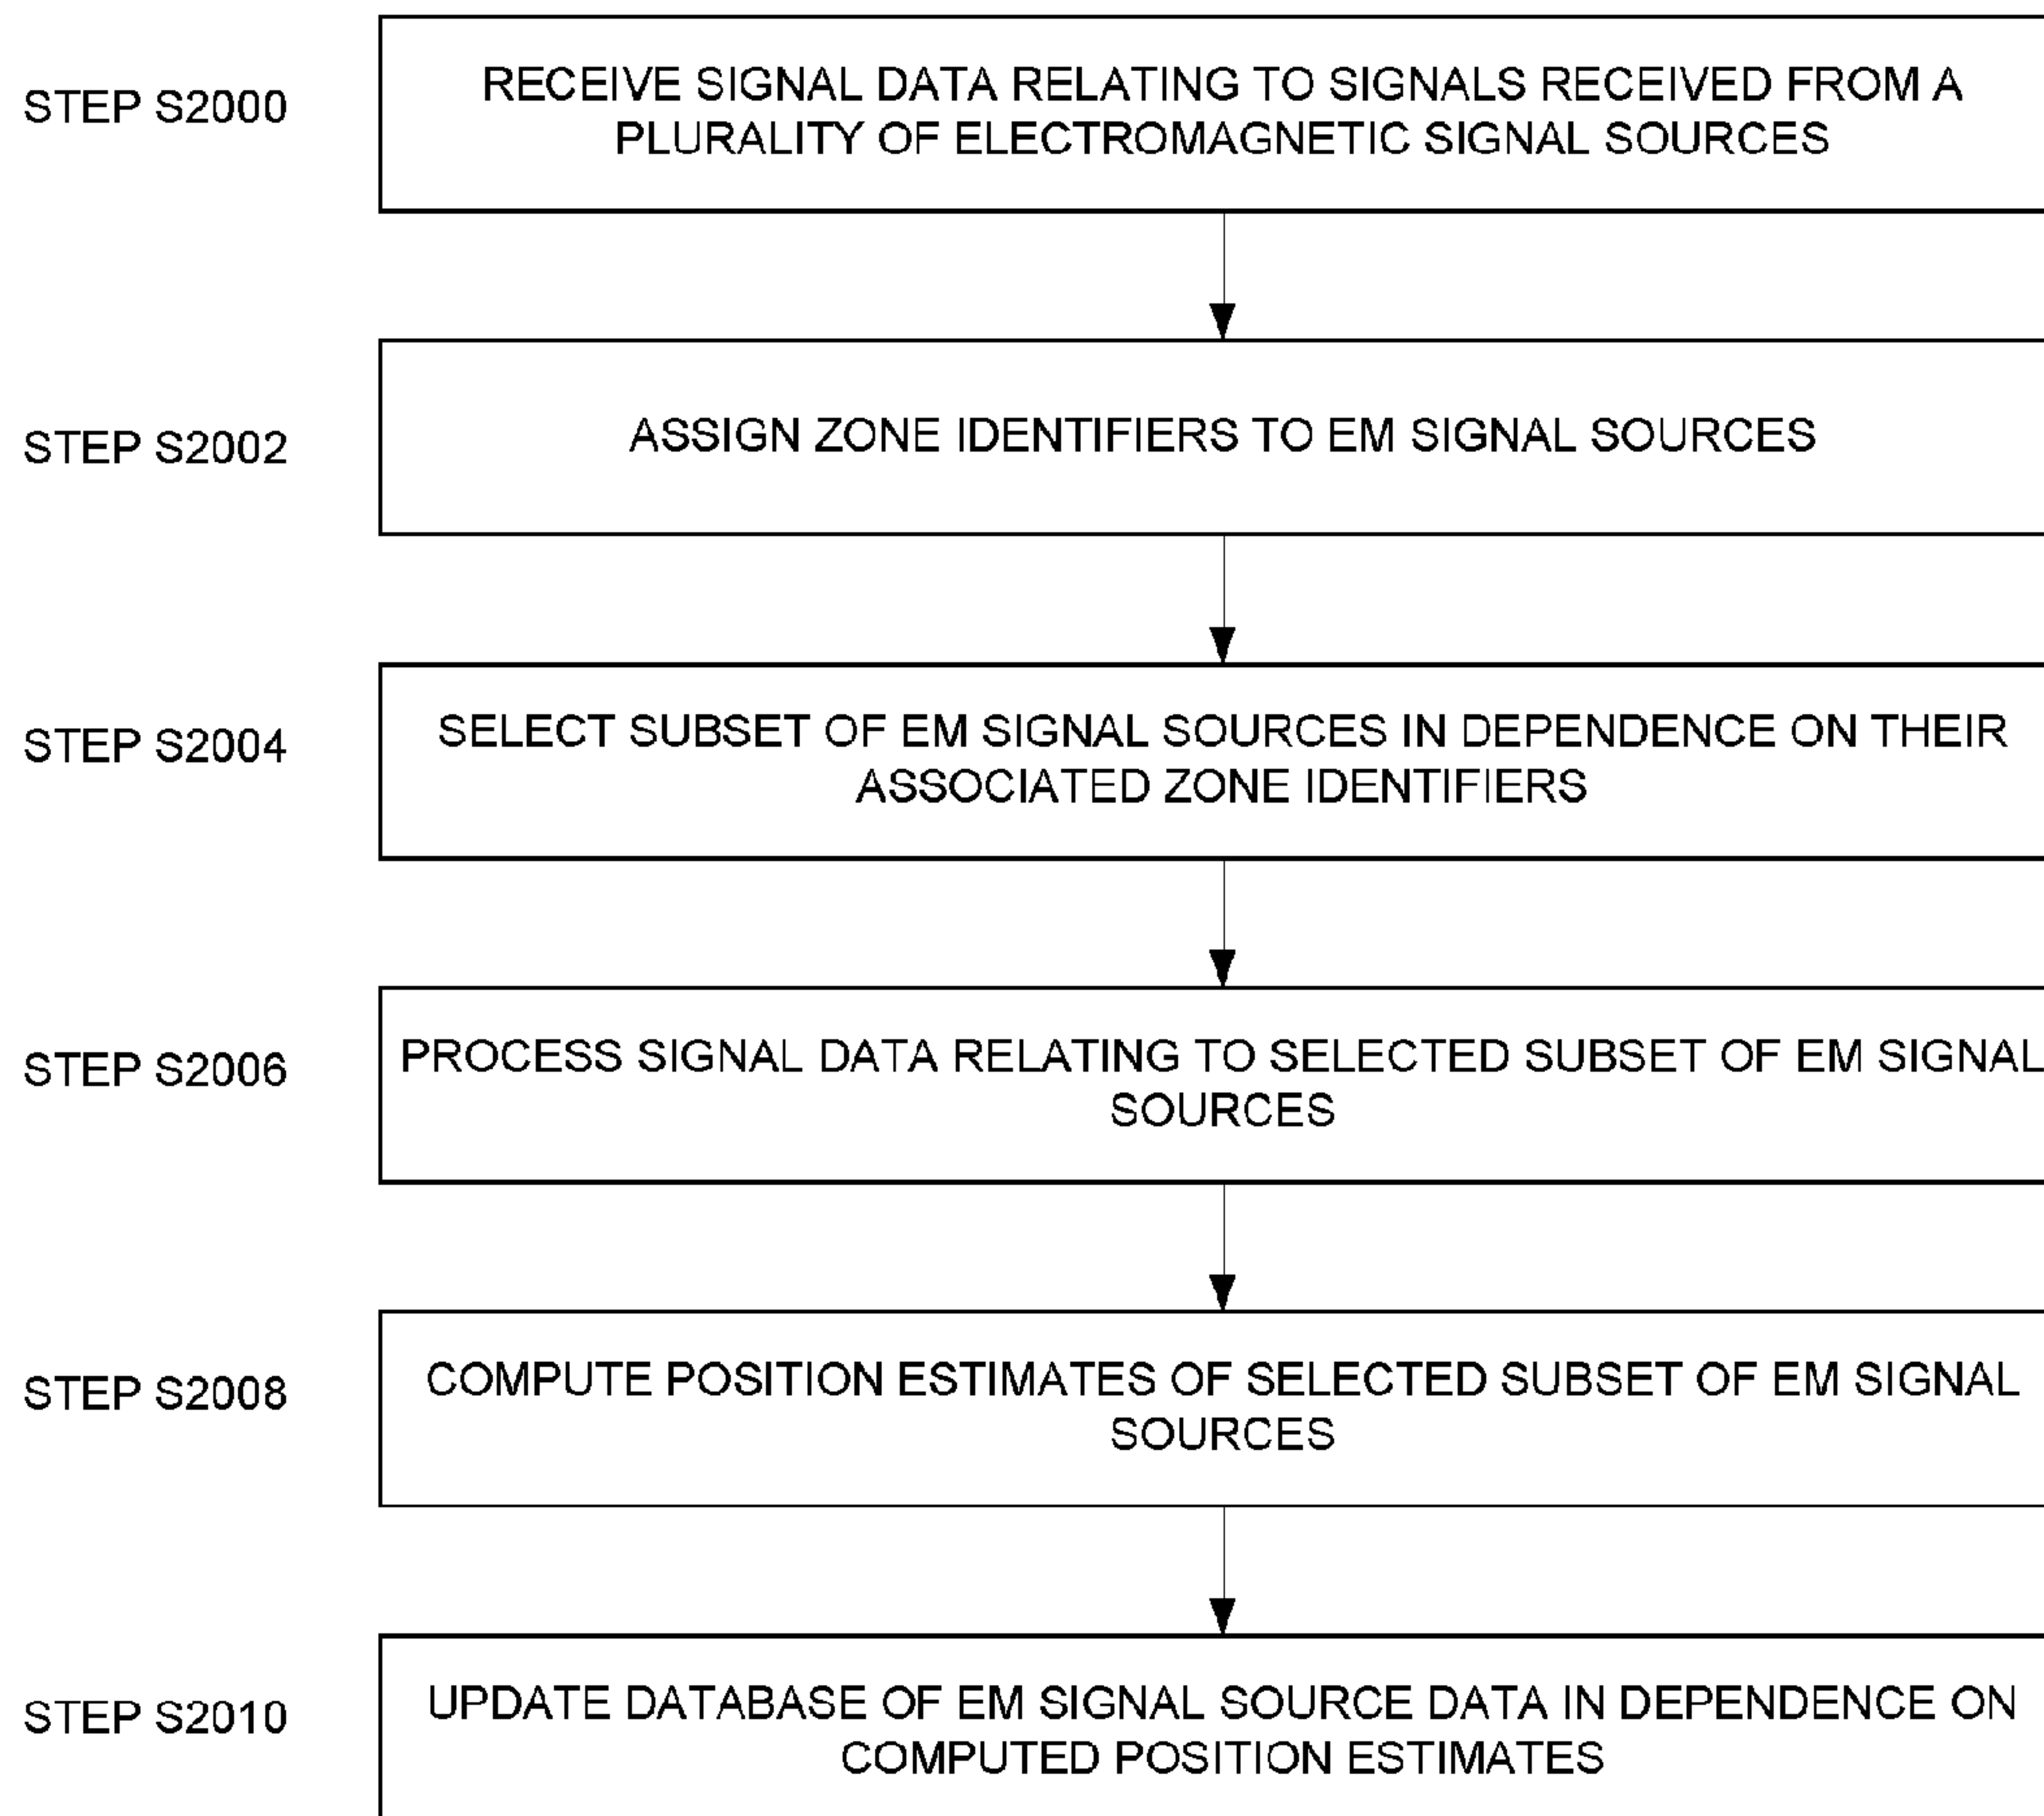 STEP S2000
RECEIVE SIGNAL DATA RELATING TO SIGNALS RECEIVED FROM A
PLURALITY OF ELECTROMAGNETIC SIGNAL SOURCES
STEP S2002
ASSIGN ZONE IDENTIFIERS TO EM SIGNAL SOURCES
STEP S2004
SELECT SUBSET OF EM SIGNAL SOURCES IN DEPENDENCE ON THEIR
ASSOCIATED ZONE IDENTIFIERS
STEP S2006
PROCESS SIGNAL DATA RELATING TO SELECTED SUBSET OF EM SIGNAL
SOURCES
STEP S2008
COMPUTE POSITION ESTIMATES OF SELECTED SUBSET OF EM SIGNAL
SOURCES
STEP S2010
UPDATE DATABASE OF EM SIGNAL SOURCE DATA IN DEPENDENCE ON
COMPUTED POSITION ESTIMATES